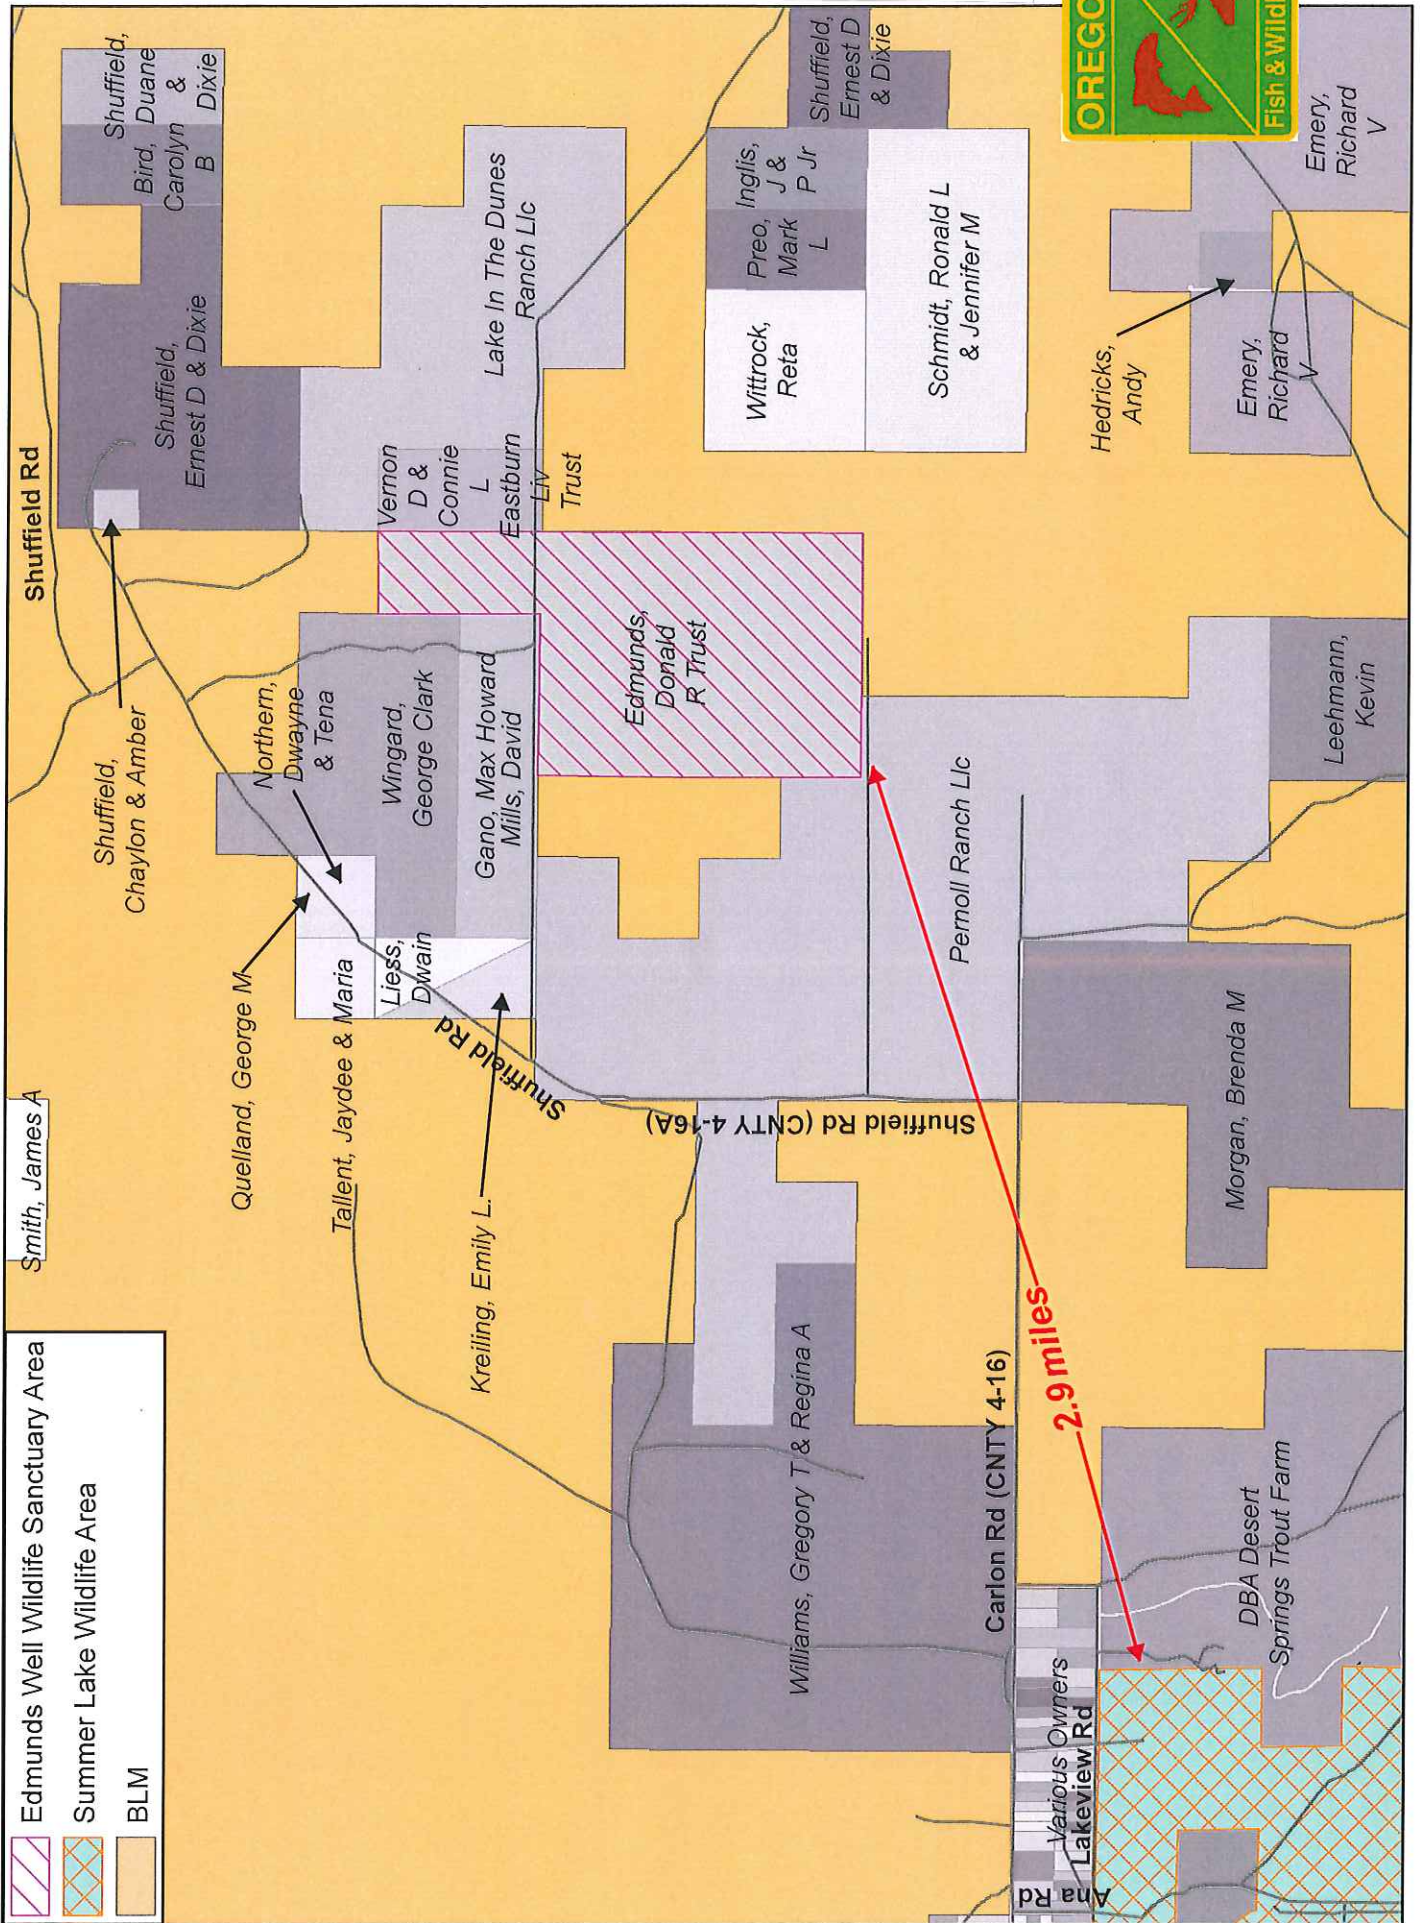 Edmunds Well Wildlife Sanctuary Area
Summer Lake Wildlife Area
BLM
Smith, James A
Shuffield Rd
Shuffield,
Duane
&
Dixie
Bird,
Carolyn
B
Shuffield,
Ernest D & Dixie
Shuffield,
Chaylon & Amber
Quelland, George M
Northern,
Dwayne
& Tena
Tallent, Jaydee & Maria
Wingard,
George Clark
Liess,
Dwain
Gano, Max Howard
Mills, David
Kreiling, Emily L.
Shuffield Rd
Vernon
D &
Connie
L
Eastburn
Liv
Trust
Lake In The Dunes
Ranch Llc
Edmunds,
Donald
R Trust
Shuffield Rd (CNTY 4-16A)
Wittrock,
Reta
Preo,
Mark
L
Inglis,
J &
P Jr
Shuffield,
Ernest D
& Dixie
Schmidt, Ronald L
& Jennifer M
Williams, Gregory T & Regina A
Pernoll Ranch Llc
Carlon Rd (CNTY 4-16)
2.9 miles
Various Owners
Lakeview Rd
Ana Rd
DBA Desert
Springs Trout Farm
Morgan, Brenda M
Leehmann,
Kevin
Hedricks,
Andy
Emery,
Richard
V
Emery,
Richard
V
OREGO
Fish & Wildl